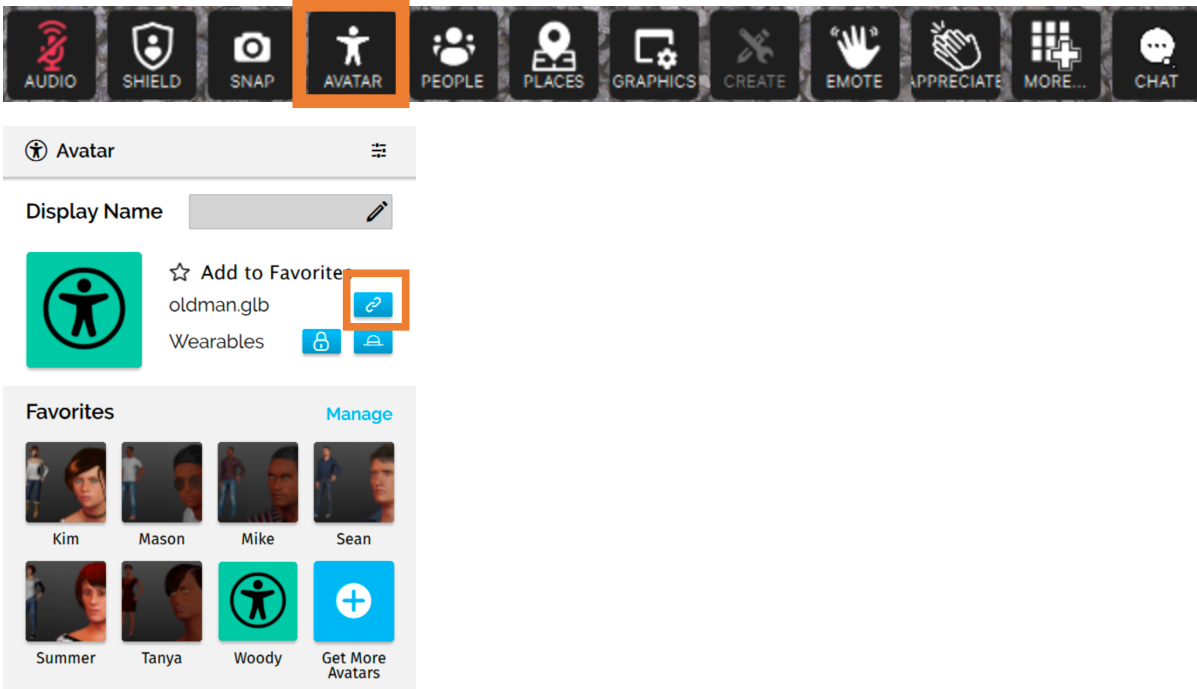 AUDIO SHIELD SNAP AVATAR PEOPLE PLACES GRAPHICS CREATE EMOTE APPRECIATE MORE... CHAT
Avatar
Display Name
Add to Favorites
oldman.glb
Wearables
Favorites Manage
Kim Mason Mike Sean
Summer Tanya Woody Get More
Avatars